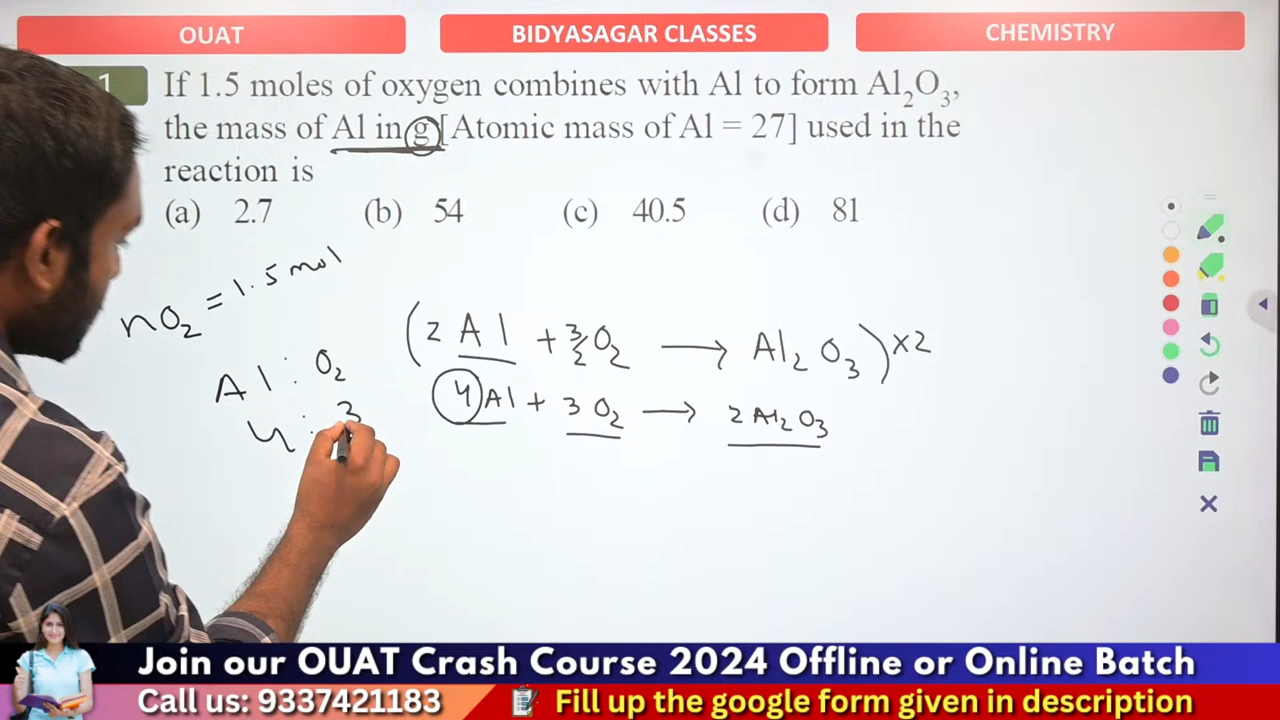 OUAT
BIDYASAGAR CLASSES
CHEMISTRY
1 If 1.5 moles of oxygen combines with Al to form Al₂O₃,
the mass of Al in g [Atomic mass of Al = 27] used in the
reaction is
(a) 2.7 (b) 54 (c) 40.5 (d) 81
nO₂ = 1.5 mol
(2 Al + 3/2 O₂ → Al₂O₃) ×2
Al : O₂
4 Al + 3 O₂ → 2 Al₂O₃
4 : 3
Join our OUAT Crash Course 2024 Offline or Online Batch
Call us: 9337421183 Fill up the google form given in description